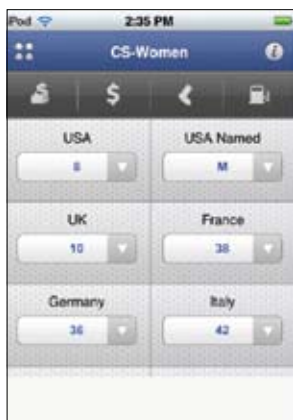 iPod 2:35 PM
CS-Women
$
USA USA Named
8 M
UK France
10 38
Germany Italy
36 42